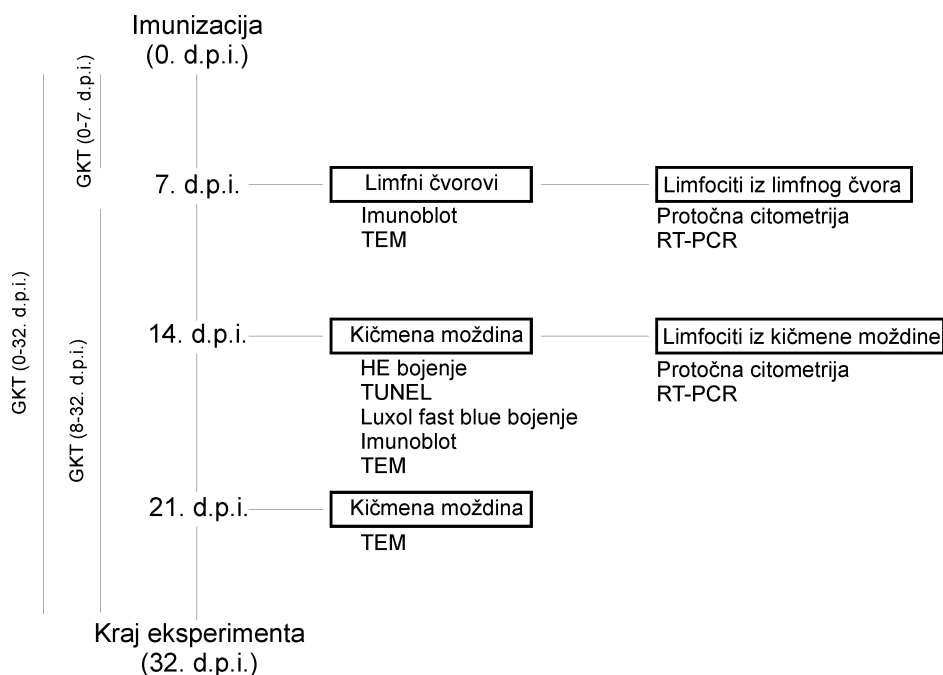 Imunizacija
(0. d.p.i.)
GKT (0-7. d.p.i.)
7. d.p.i.
Limfni čvorovi
Imunoblot
TEM
Limfociti iz limfnog čvora
Protočna citometrija
RT-PCR
GKT (0-32. d.p.i.)
GKT (8-32. d.p.i.)
14. d.p.i.
Kičmena moždina
HE bojenje
TUNEL
Luxol fast blue bojenje
Imunoblot
TEM
Limfociti iz kičmene moždine
Protočna citometrija
RT-PCR
21. d.p.i.
Kičmena moždina
TEM
Kraj eksperimenta
(32. d.p.i.)